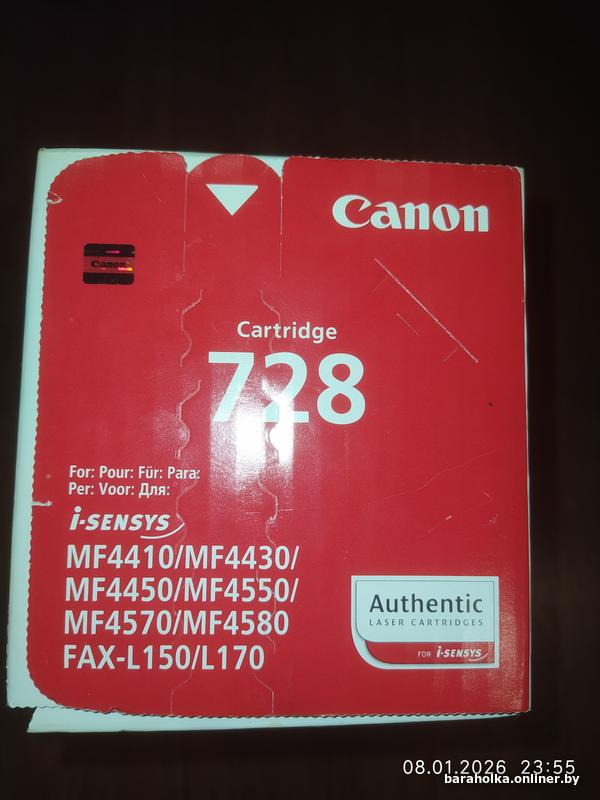 Canon
Canon
Cartridge
728
For: Pour: Für: Para:
Per: Voor: Для:
i-SENSYS
MF4410/MF4430/
MF4450/MF4550/
MF4570/MF4580
FAX-L150/L170
Authentic
LASER CARTRIDGES
FOR i-SENSYS
08.01.2026 23:55
baraholka.onliner.by